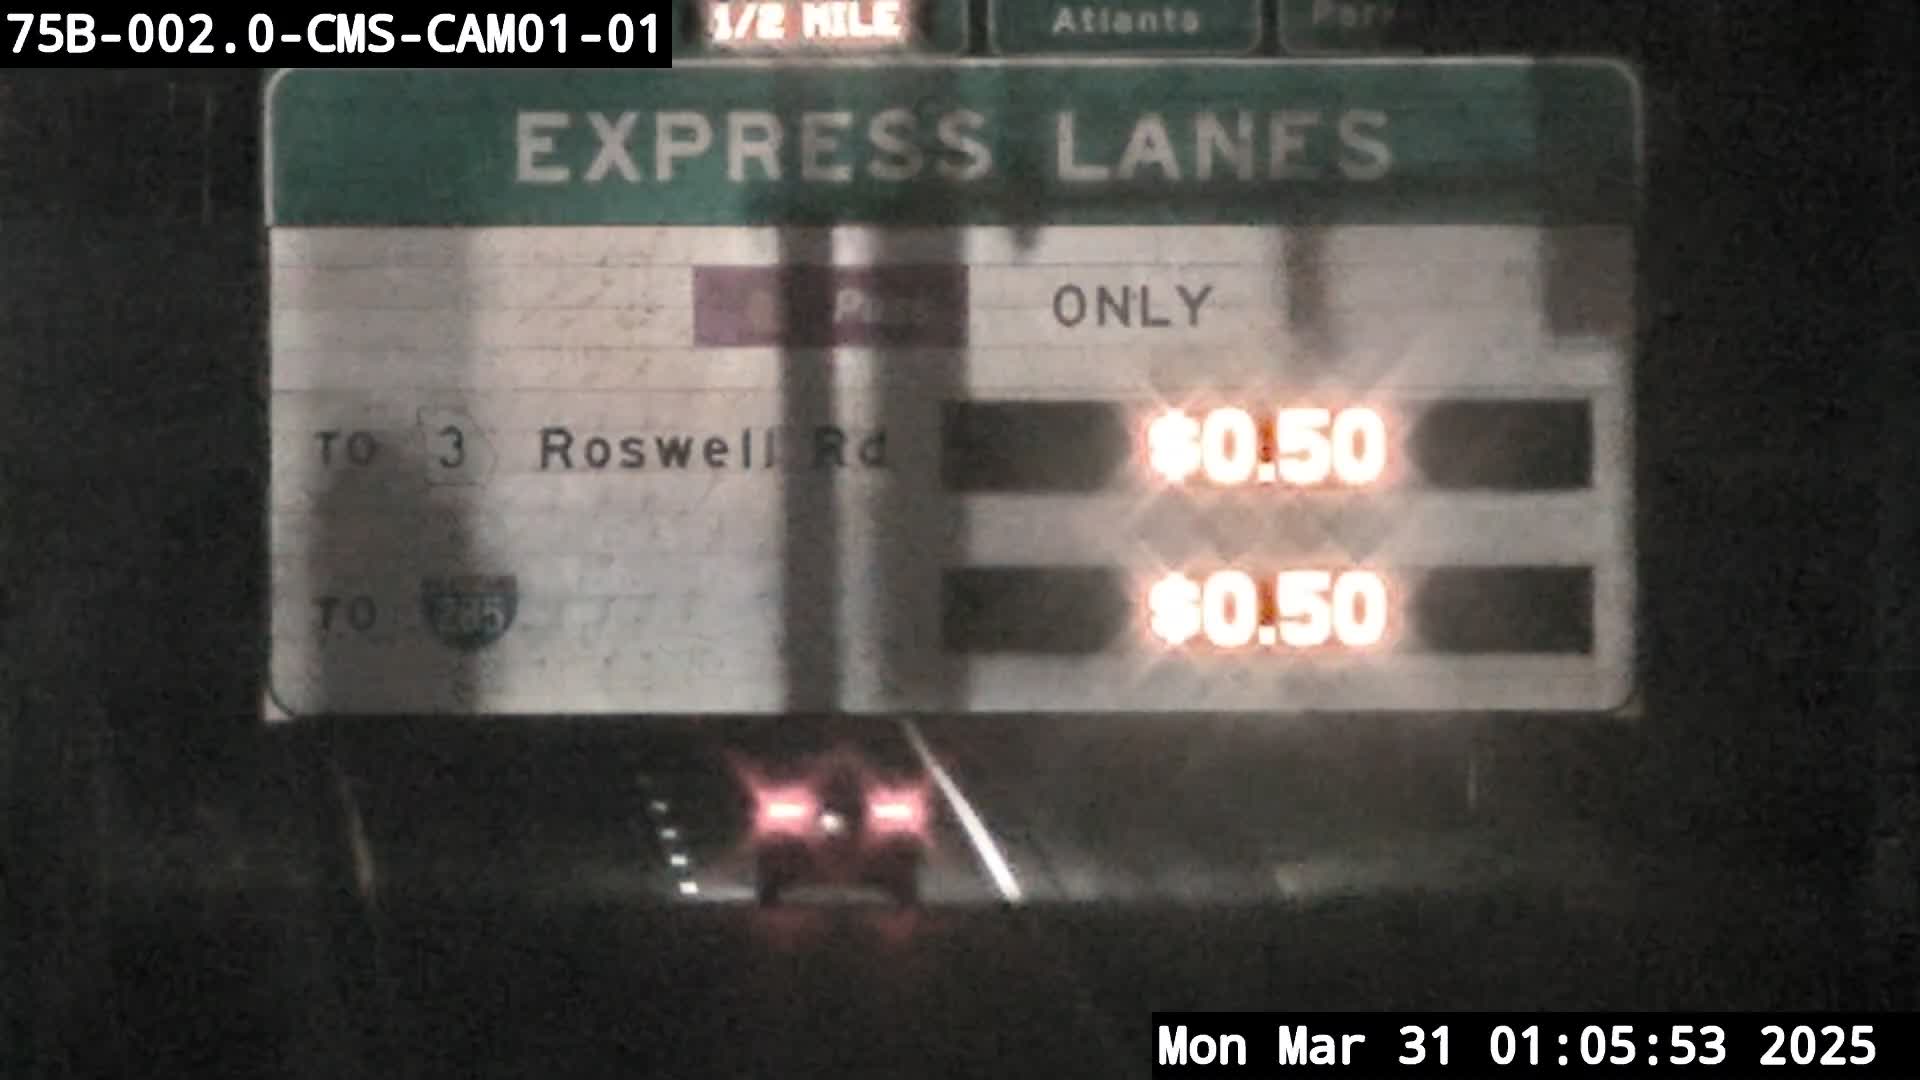 75B-002.0-CMS-CAM01-01
1/2 MILE
Atlanta
EXPRESS LANES
ONLY
TO 3 Roswell Rd $0.50
TO 285 $0.50
Mon Mar 31 01:05:53 2025